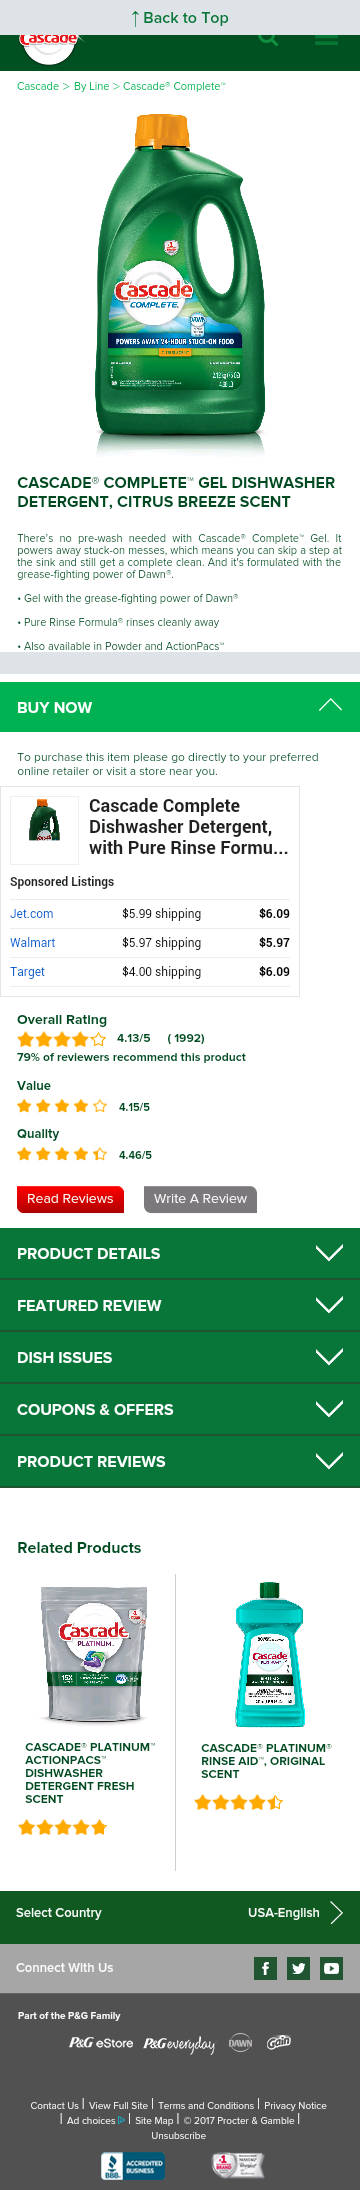 ↑ Back to Top
Cascade
Cascade > By Line > Cascade® Complete™
Cascade
COMPLETE.
DAWN
POWERS AWAY 24-HOUR STUCK-ON FOOD
CASCADE® COMPLETE™ GEL DISHWASHER
DETERGENT, CITRUS BREEZE SCENT
There's no pre-wash needed with Cascade® Complete™ Gel. It
powers away stuck-on messes, which means you can skip a step at
the sink and still get a complete clean. And it's formulated with the
grease-fighting power of Dawn®.
• Gel with the grease-fighting power of Dawn®
• Pure Rinse Formula® rinses cleanly away
• Also available in Powder and ActionPacs™
BUY NOW
To purchase this item please go directly to your preferred
online retailer or visit a store near you.
Cascade Complete
Dishwasher Detergent,
with Pure Rinse Formu...
Sponsored Listings
Jet.com $5.99 shipping $6.09
Walmart $5.97 shipping $5.97
Target $4.00 shipping $6.09
Overall Rating
4.13/5 ( 1992)
79% of reviewers recommend this product
Value
4.15/5
Quality
4.46/5
Read Reviews Write A Review
PRODUCT DETAILS
FEATURED REVIEW
DISH ISSUES
COUPONS & OFFERS
PRODUCT REVIEWS
Related Products
Cascade
PLATINUM
Cascade
PLATINUM
CASCADE® PLATINUM™
ACTIONPACS™
DISHWASHER
DETERGENT FRESH
SCENT
CASCADE® PLATINUM®
RINSE AID™, ORIGINAL
SCENT
Select Country USA-English
Connect With Us
Part of the P&G Family
P&G eStore P&G everyday DAWN Gain
Contact Us | View Full Site | Terms and Conditions | Privacy Notice
| Ad choices | Site Map | © 2017 Procter & Gamble |
Unsubscribe
BBB ACCREDITED
BUSINESS